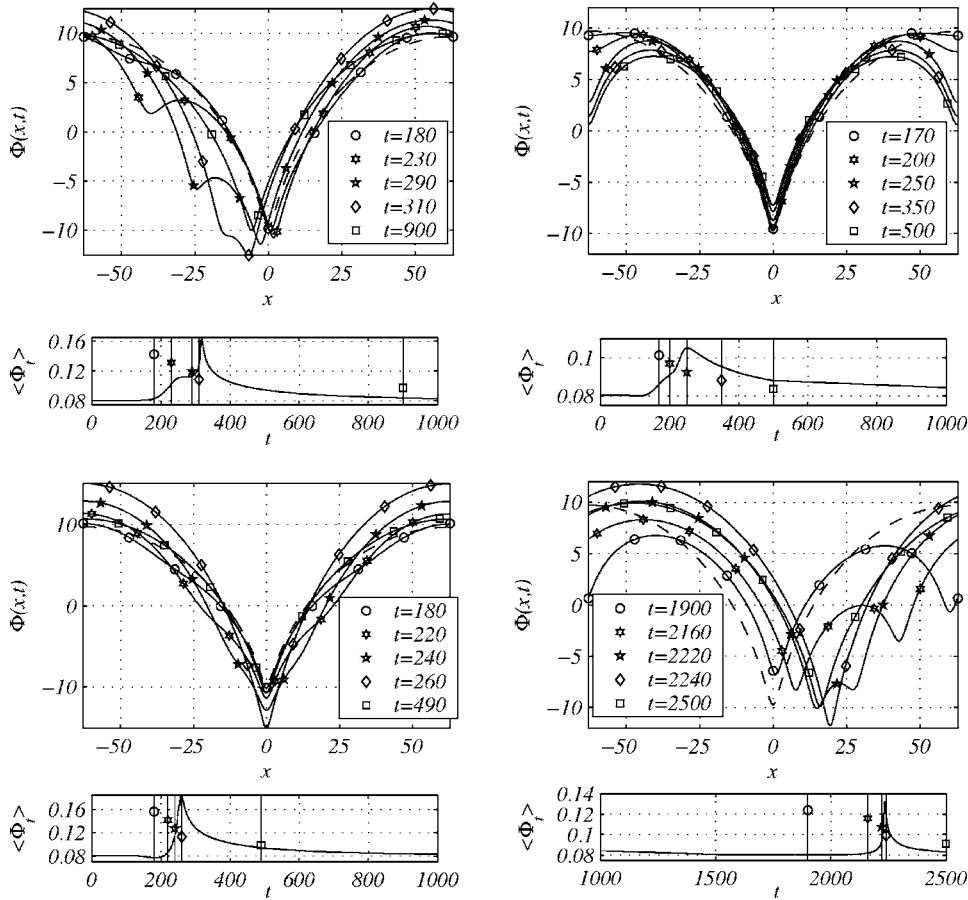 10
5
0
−5
−10
Φ(x,t)
t=180
t=230
t=290
t=310
t=900
−50
−25
0
25
50
x
10
5
0
−5
−10
Φ(x,t)
t=170
t=200
t=250
t=350
t=500
−50
−25
0
25
50
x
0.16
0.12
0.08
<Φt>
0
200
400
600
800
1000
t
0.1
0.08
<Φt>
0
200
400
600
800
1000
t
10
0
−10
Φ(x,t)
t=180
t=220
t=240
t=260
t=490
−50
−25
0
25
50
x
10
5
0
−5
−10
Φ(x,t)
t=1900
t=2160
t=2220
t=2240
t=2500
−50
−25
0
25
50
x
0.16
0.12
0.08
<Φt>
0
200
400
600
800
1000
t
0.14
0.12
0.1
0.08
<Φt>
1000
1500
2000
2500
t